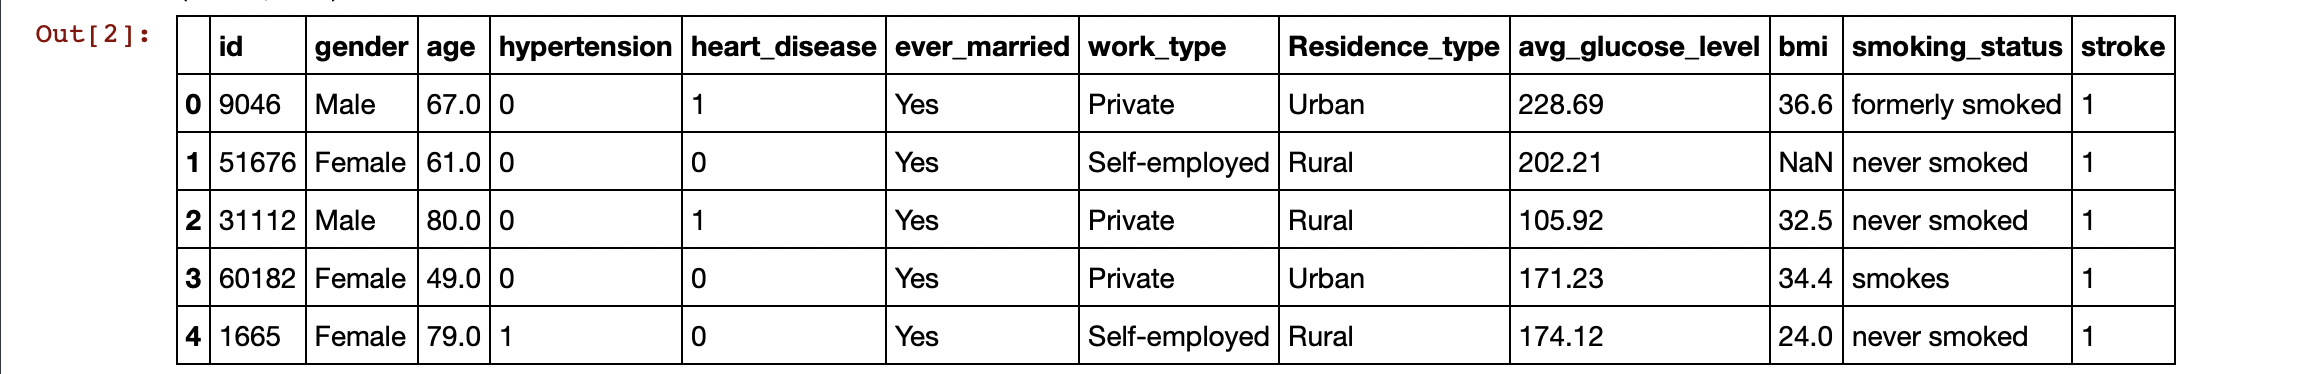 Out[2]:
id gender age hypertension heart_disease ever_married work_type Residence_type avg_glucose_level bmi smoking_status stroke
0 9046 Male 67.0 0 1 Yes Private Urban 228.69 36.6 formerly smoked 1
1 51676 Female 61.0 0 0 Yes Self-employed Rural 202.21 NaN never smoked 1
2 31112 Male 80.0 0 1 Yes Private Rural 105.92 32.5 never smoked 1
3 60182 Female 49.0 0 0 Yes Private Urban 171.23 34.4 smokes 1
4 1665 Female 79.0 1 0 Yes Self-employed Rural 174.12 24.0 never smoked 1